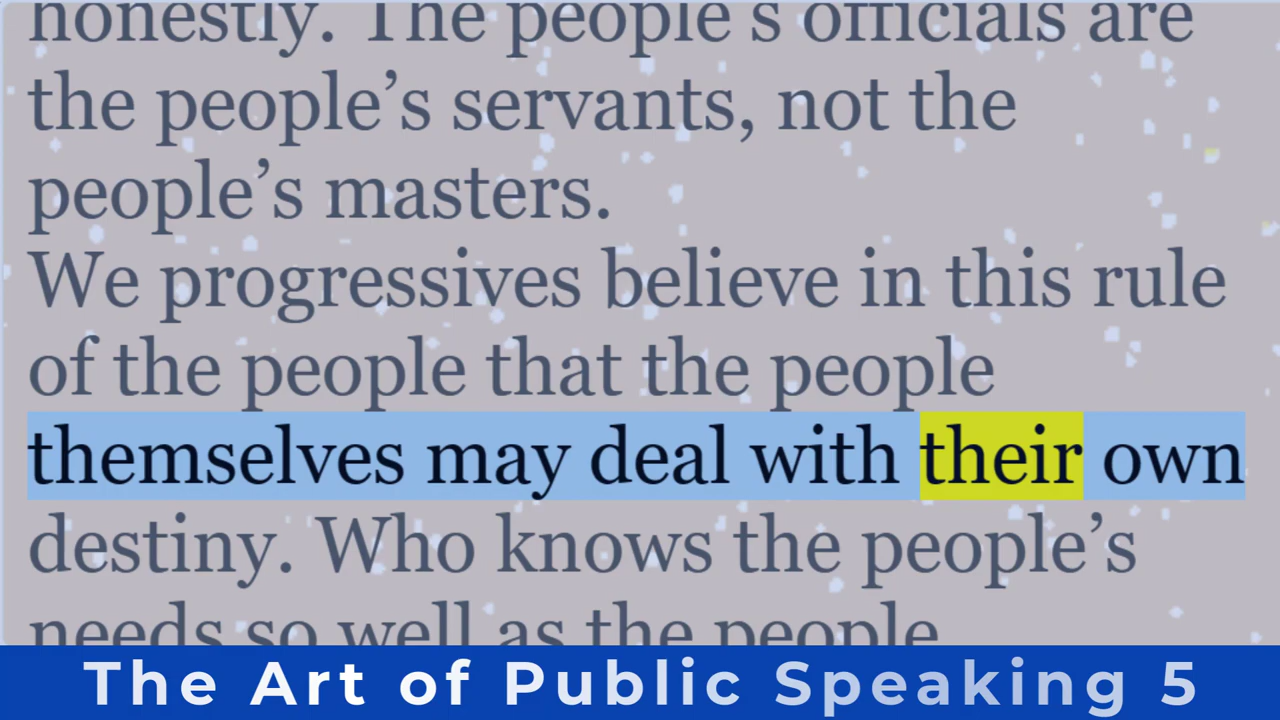 honestly. The people's officials are
the people’s servants, not the
people’s masters.
We progressives believe in this rule
of the people that the people
themselves may deal with their own
destiny. Who knows the people’s
needs so well as the people
The Art of Public Speaking 5